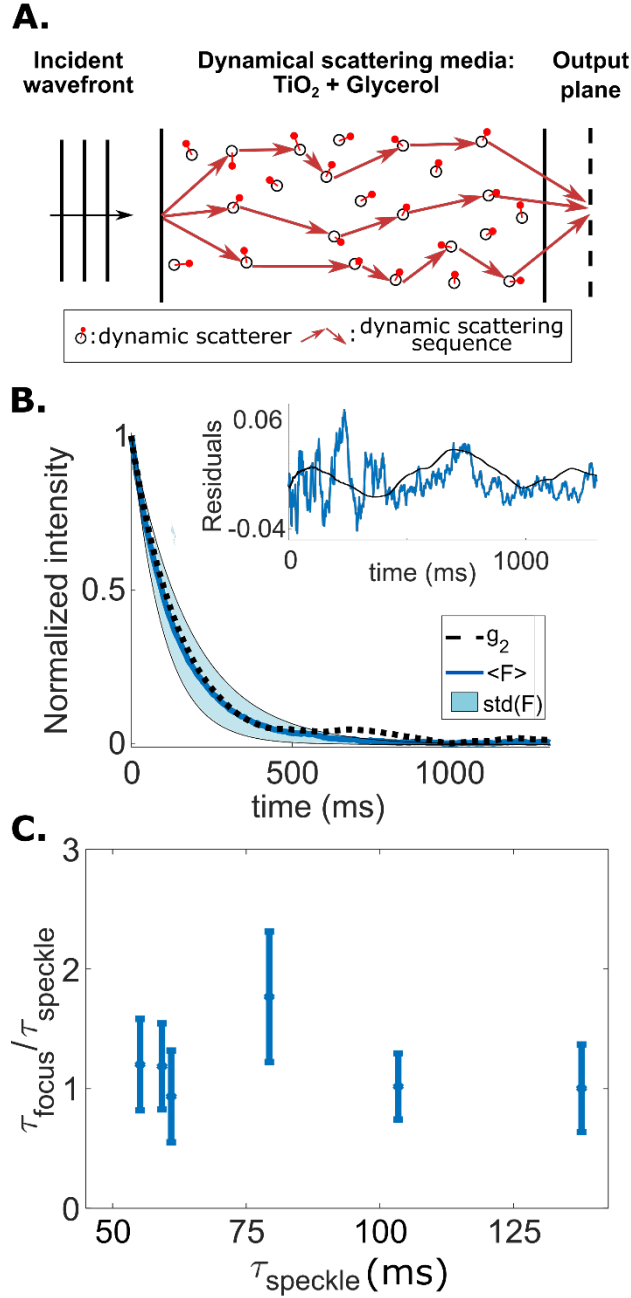 A.
Incident
wavefront
Dynamical scattering media:
TiO₂ + Glycerol
Output
plane
:dynamic scatterer
:dynamic scattering
sequence
B.
Normalized intensity
1
0.5
0
0
500
1000
time (ms)
Residuals
0.06
-0.04
0
1000
time (ms)
g₂
<F>
std(F)
C.
τfocus/τspeckle
3
2
1
0
50
75
100
125
τspeckle (ms)